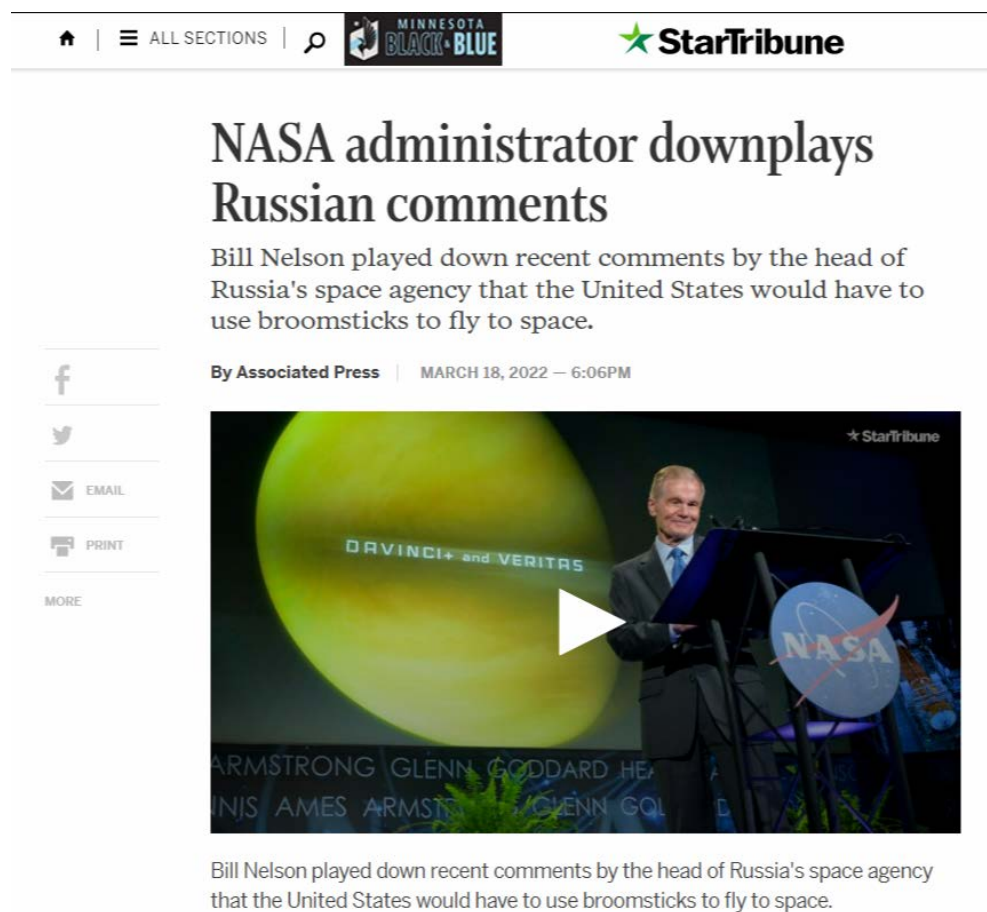 ALL SECTIONS
MINNESOTA
BLACK & BLUE
StarTribune
NASA administrator downplays
Russian comments
Bill Nelson played down recent comments by the head of
Russia's space agency that the United States would have to
use broomsticks to fly to space.
By Associated Press
MARCH 18, 2022 — 6:06PM
EMAIL
PRINT
MORE
StarTribune
DAVINCI+ and VERITAS
NASA
ARMSTRONG GLENN GODDARD
AMES GLENN
Bill Nelson played down recent comments by the head of Russia's space agency
that the United States would have to use broomsticks to fly to space.